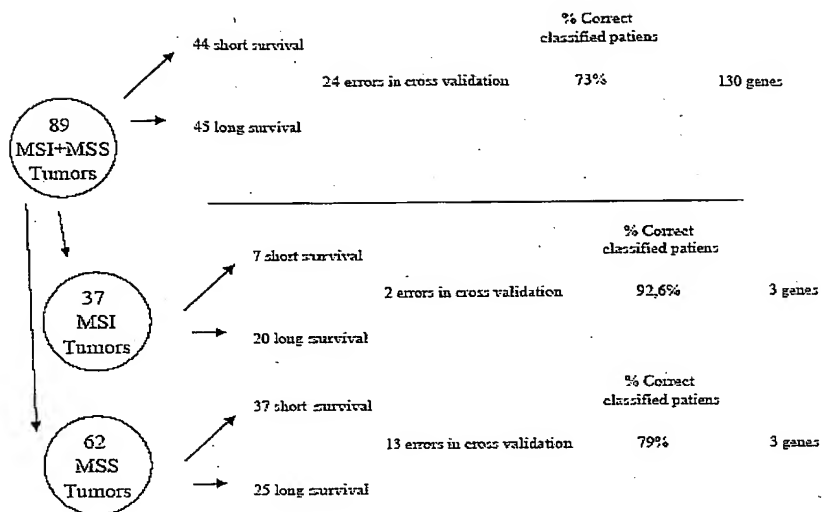 % Correct
classified patiens
44 short survival
24 errors in cross validation 73% 130 genes
45 long survival
89
MSI+MSS
Tumors
% Correct
classified patiens
7 short survival
2 errors in cross validation 92,6% 3 genes
20 long survival
37
MSI
Tumors
% Correct
classified patiens
37 short survival
13 errors in cross validation 79% 3 genes
25 long survival
62
MSS
Tumors